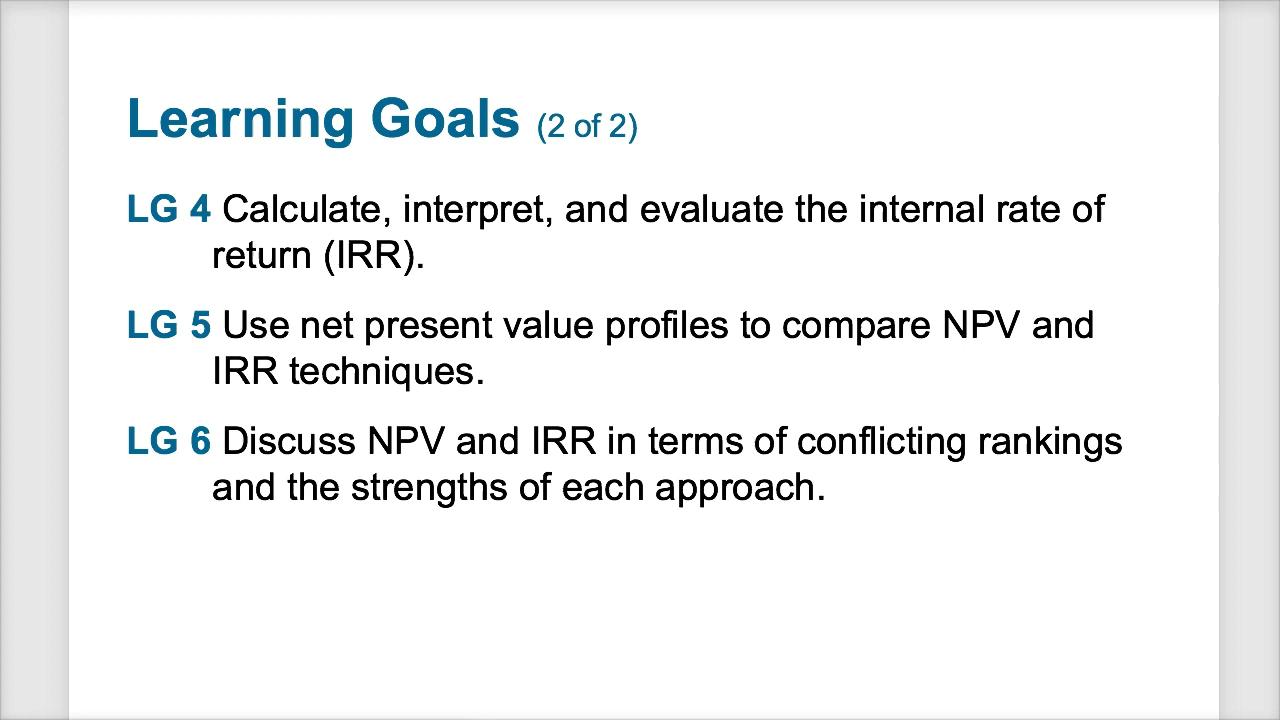 Learning Goals (2 of 2)
LG 4 Calculate, interpret, and evaluate the internal rate of
return (IRR).
LG 5 Use net present value profiles to compare NPV and
IRR techniques.
LG 6 Discuss NPV and IRR in terms of conflicting rankings
and the strengths of each approach.